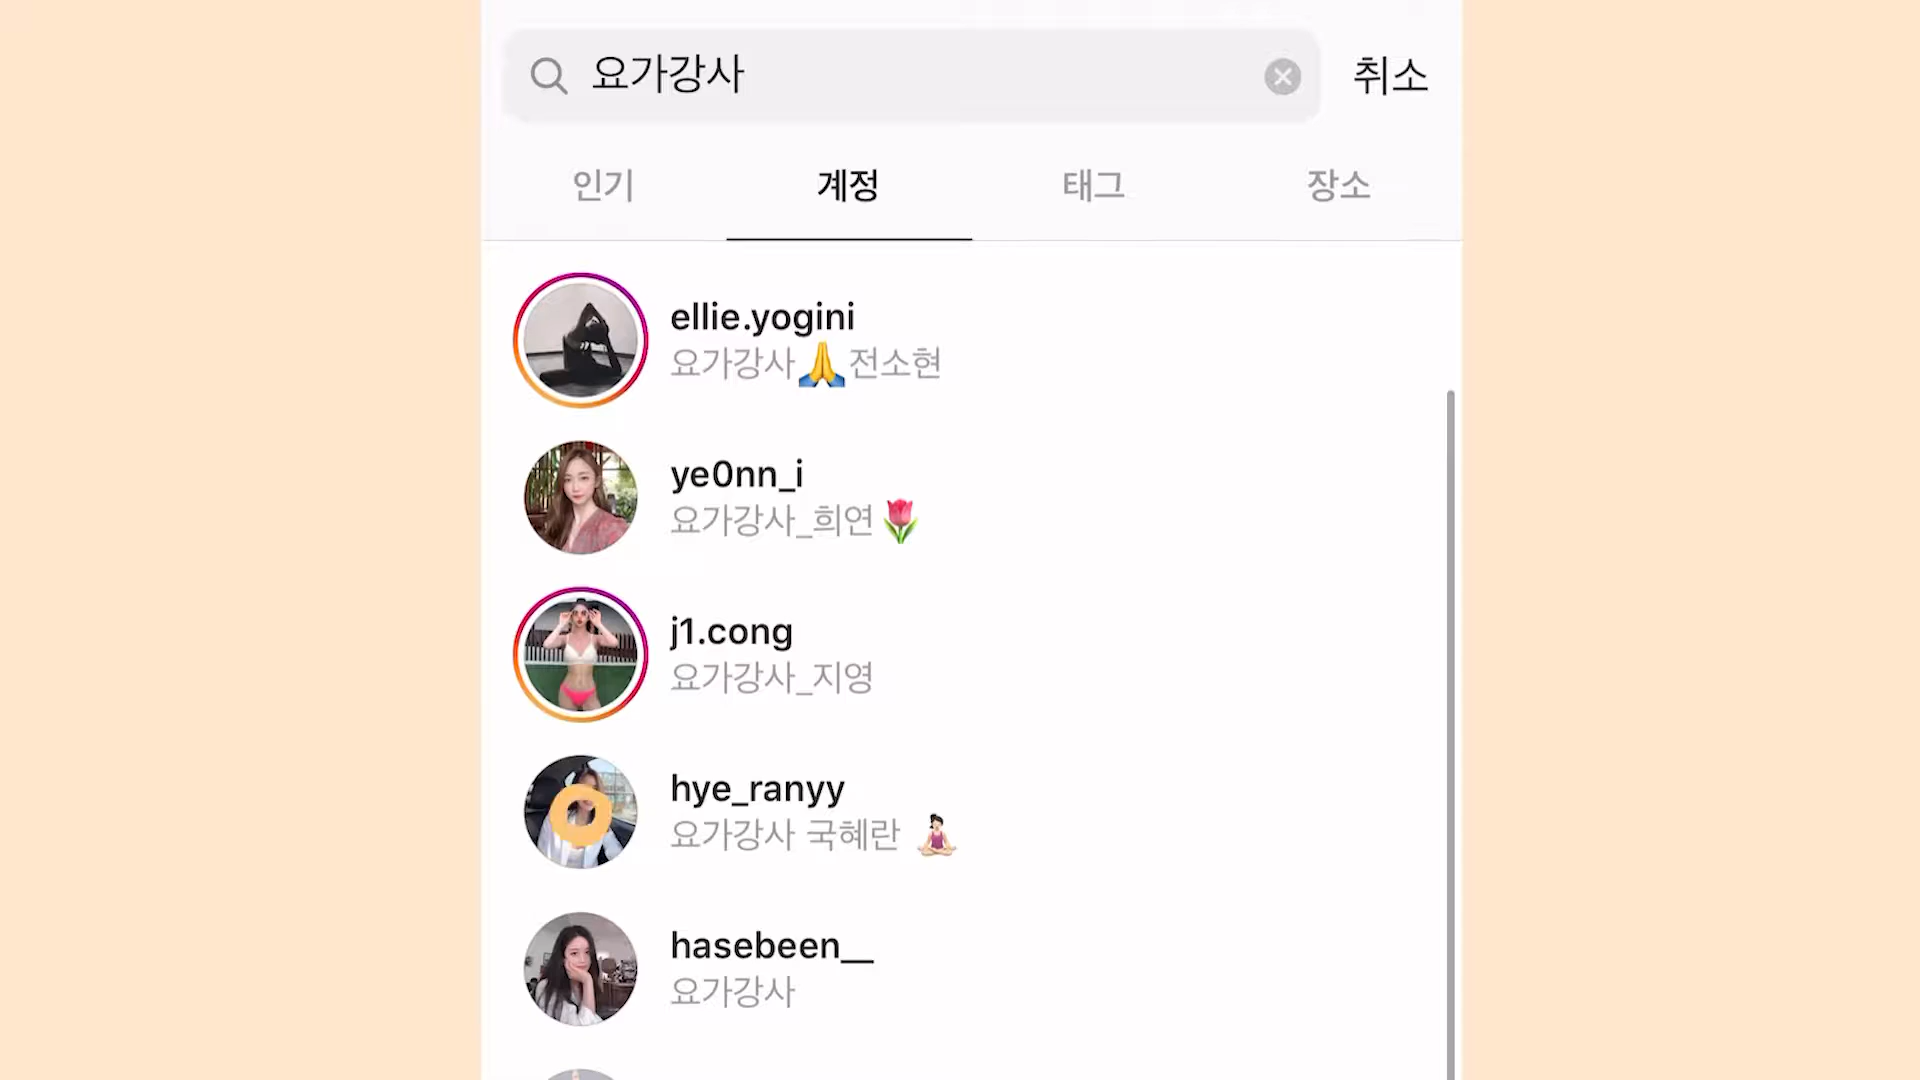 요가강사
취소
인기
계정
태그
장소
ellie.yogini
요가강사🙏전소현
ye0nn_i
요가강사_희연🌷
j1.cong
요가강사_지영
hye_ranyy
요가강사 국혜란 🧘🏻‍♀️
hasebeen__
요가강사